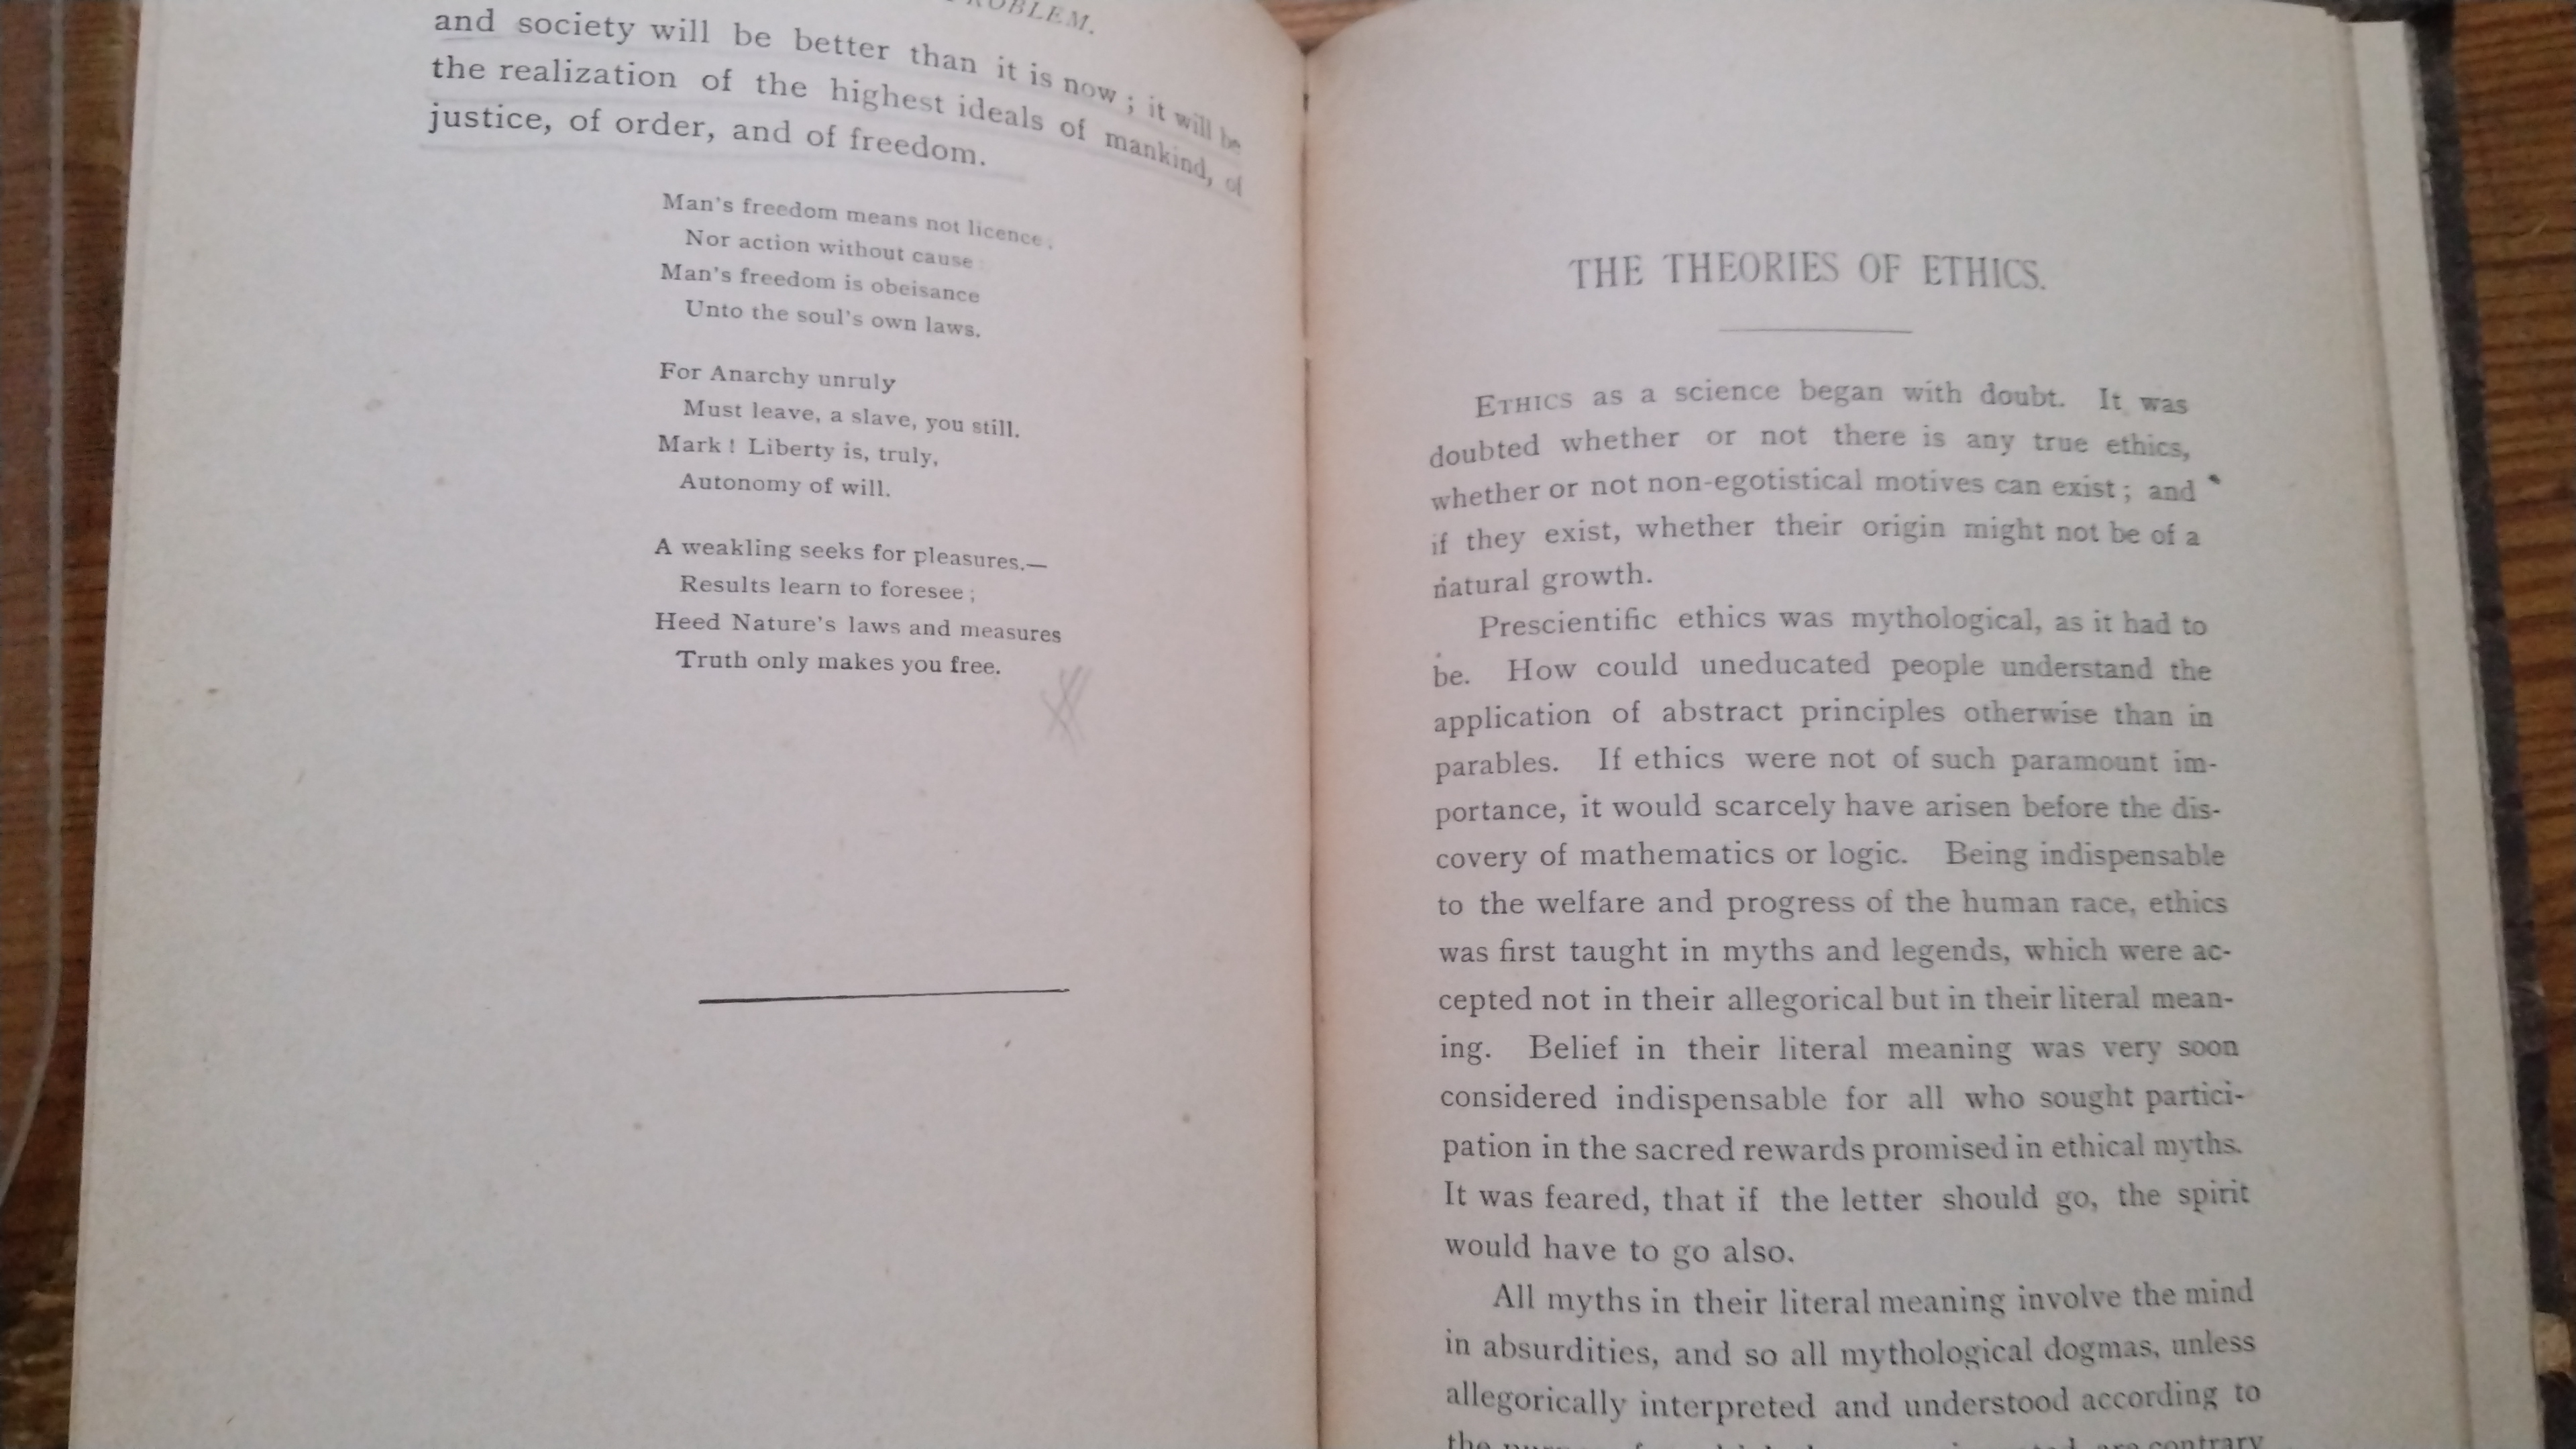 PROBLEM.
and society will be better than it is now ; it will be
the realization of the highest ideals of mankind, of
justice, of order, and of freedom.
Man's freedom means not licence,
Nor action without cause
Man's freedom is obeisance
Unto the soul's own laws.
For Anarchy unruly
Must leave, a slave, you still.
Mark ! Liberty is, truly,
Autonomy of will.
A weakling seeks for pleasures.—
Results learn to foresee ;
Heed Nature's laws and measures
Truth only makes you free.
THE THEORIES OF ETHICS.
ETHICS as a science began with doubt. It was
doubted whether or not there is any true ethics,
whether or not non-egotistical motives can exist ; and
if they exist, whether their origin might not be of a
natural growth.
Prescientific ethics was mythological, as it had to
be. How could uneducated people understand the
application of abstract principles otherwise than in
parables. If ethics were not of such paramount im-
portance, it would scarcely have arisen before the dis-
covery of mathematics or logic. Being indispensable
to the welfare and progress of the human race, ethics
was first taught in myths and legends, which were ac-
cepted not in their allegorical but in their literal mean-
ing. Belief in their literal meaning was very soon
considered indispensable for all who sought partici-
pation in the sacred rewards promised in ethical myths.
It was feared, that if the letter should go, the spirit
would have to go also.
All myths in their literal meaning involve the mind
in absurdities, and so all mythological dogmas, unless
allegorically interpreted and understood according to
the contrary